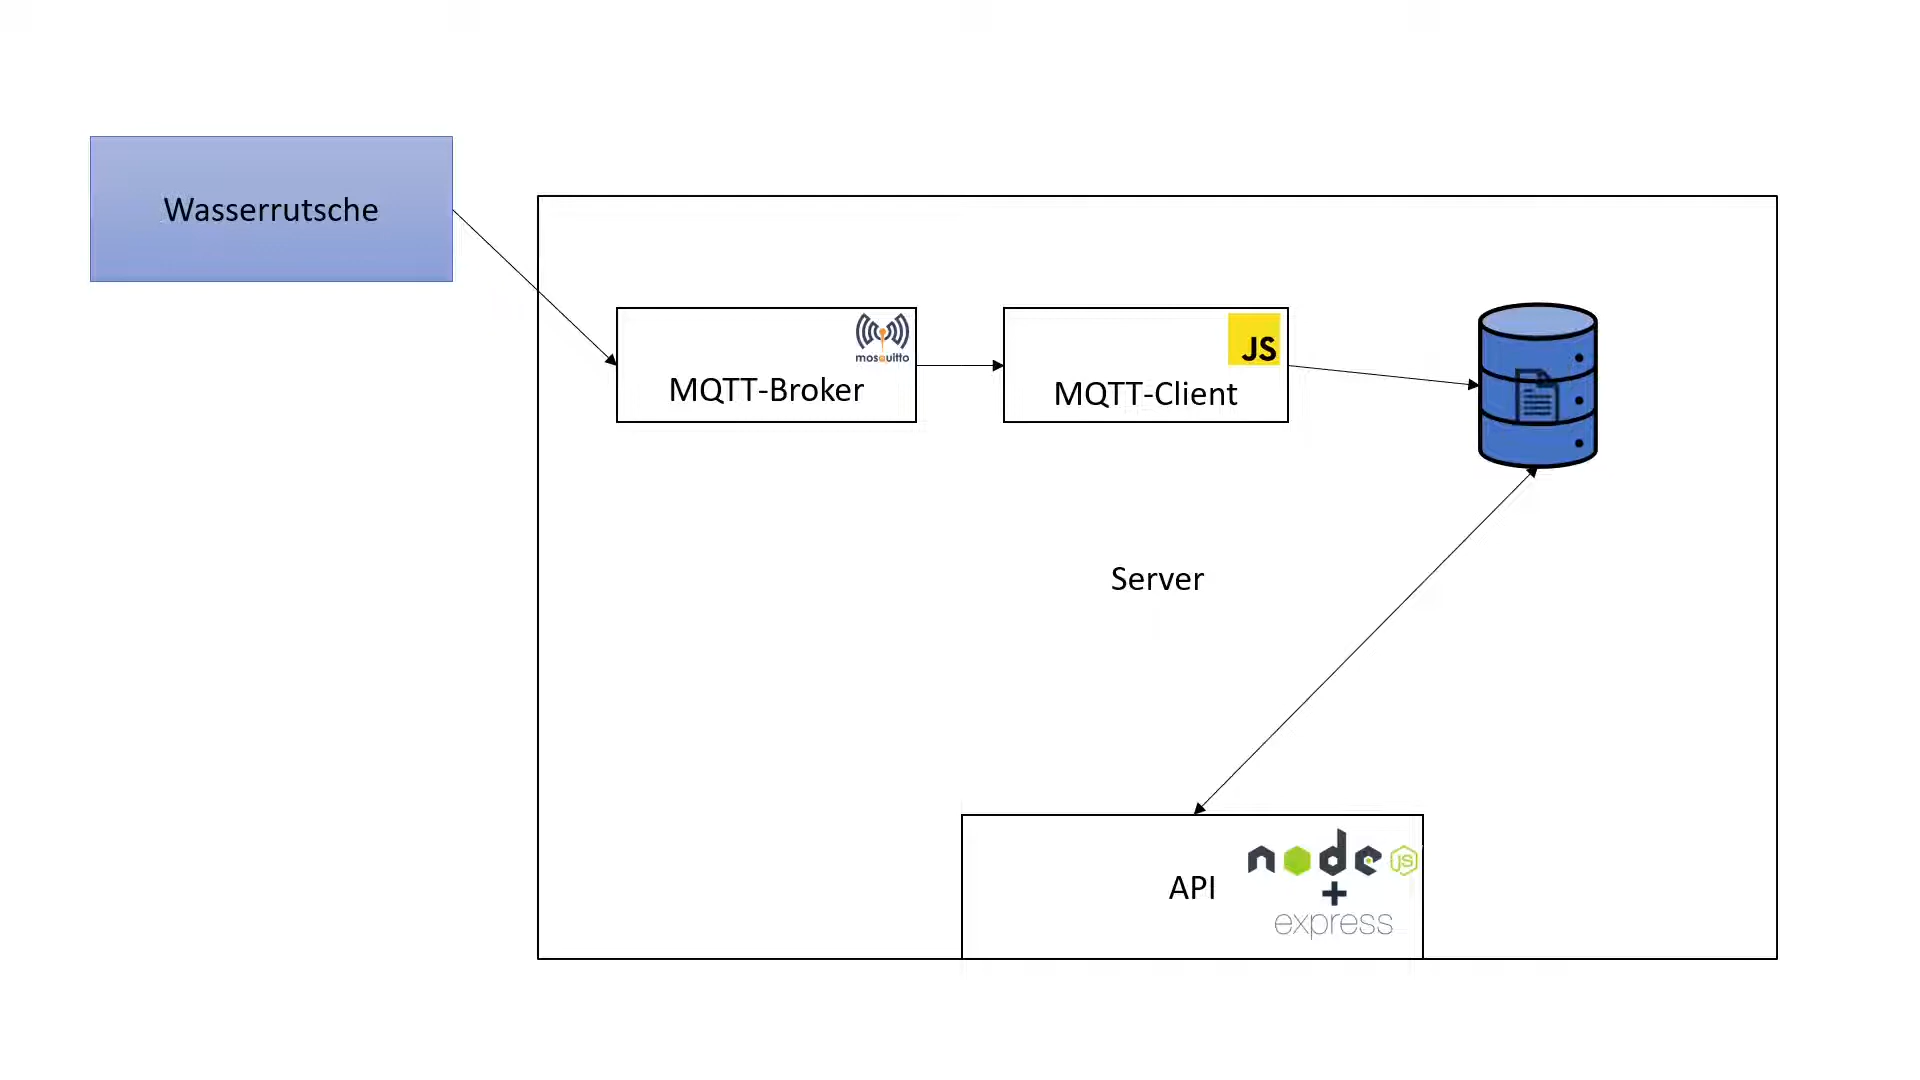 Wasserrutsche
mosquitto
MQTT-Broker
JS
MQTT-Client
Server
API
node
JS
+
express